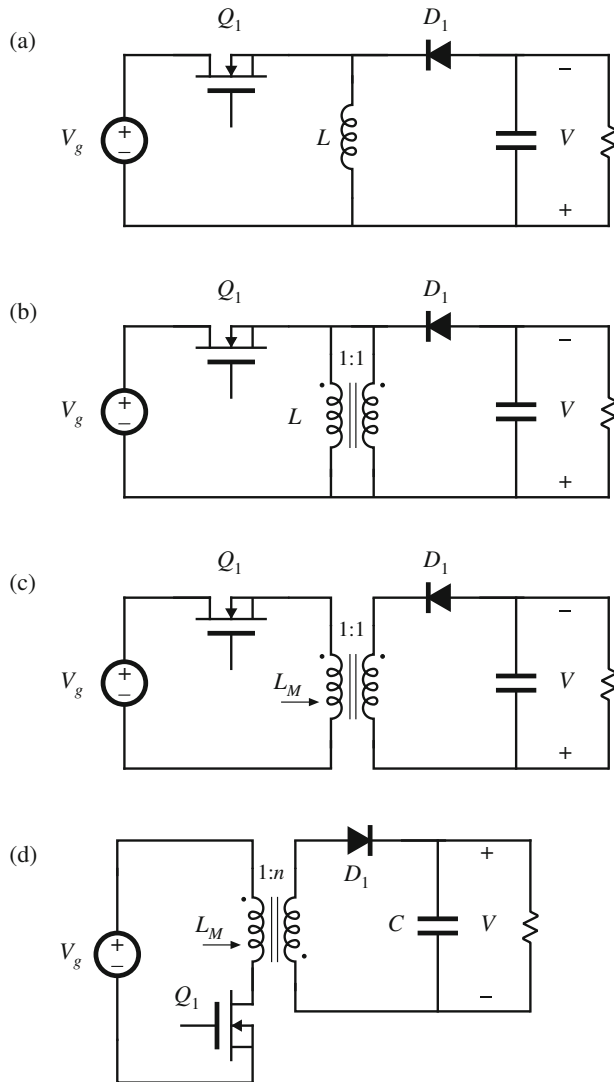 (a)
Q1
D1
Vg
+
–
L
–
V
+
(b)
Q1
D1
1:1
Vg
+
–
L
–
V
+
(c)
Q1
D1
1:1
Vg
+
–
LM
–
V
+
(d)
1:n
D1
+
Vg
+
–
LM
C
V
Q1
–